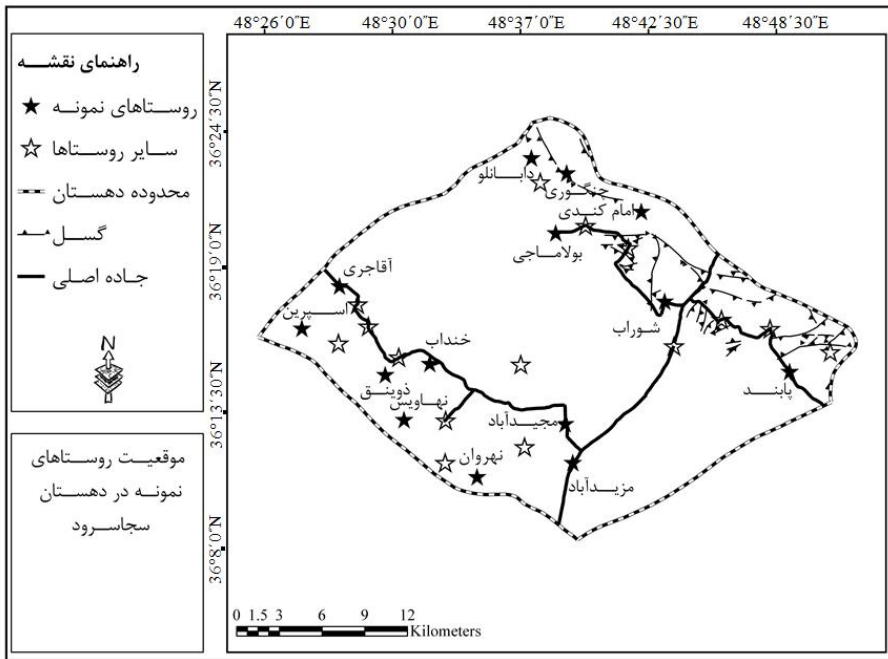 48°26′0″E 48°30′0″E 48°37′0″E 48°42′30″E 48°48′30″E
36°24′30″N
36°19′0″N
36°13′30″N
36°8′0″N
راهنمای نقشه
روستاهای نمونه
سایر روستاها
محدوده دهستان
گسل
جاده اصلی
N
موقعیت روستاهای
نمونه در دهستان
سجاسرود
دابانلو
چنگوری
امام کندی
بولاماجی
آقاجری
اسپرین
شوراب
خنداب
ذوینق
نهاویس
پابند
مجیدآباد
نهروان
مزیدآباد
0 1.5 3 6 9 12
Kilometers